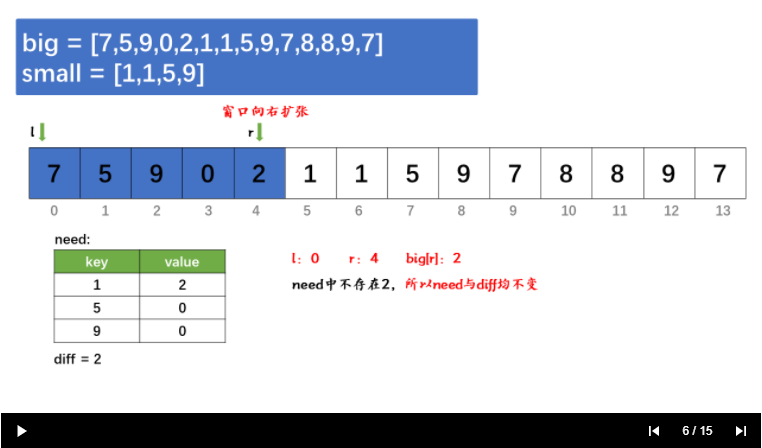 big = [7,5,9,0,2,1,1,5,9,7,8,8,9,7]
small = [1,1,5,9]
窗口向右扩张
l r
7 5 9 0 2 1 1 5 9 7 8 8 9 7
0 1 2 3 4 5 6 7 8 9 10 11 12 13
need:
key value
1 2
5 0
9 0
diff = 2
l: 0 r: 4 big[r]: 2
need中不存在2，所以need与diff均不变
6 / 15